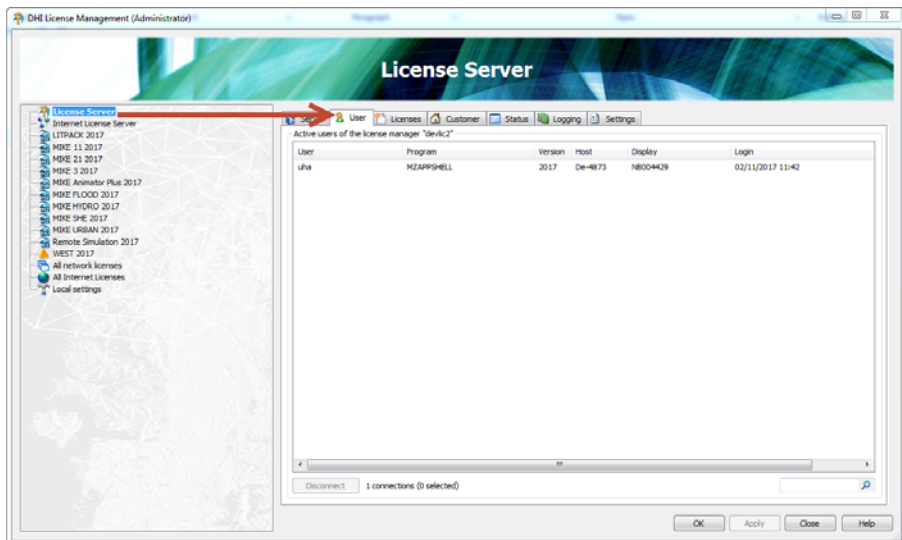 DHI License Management (Administrator)
License Server
License Server
Internet License Server
LITPACK 2017
MIKE 11 2017
MIKE 21 2017
MIKE 3 2017
MIKE Animator Plus 2017
MIKE FLOOD 2017
MIKE HYDRO 2017
MIKE SHE 2017
MIKE URBAN 2017
Remote Simulation 2017
WEST 2017
All network licenses
All Internet Licenses
Local settings
User Licenses Customer Status Logging Settings
Active users of the license manager "devlic2"
User Program Version Host Display Login
uha MZAPPSHELL 2017 De-4873 NB004429 02/11/2017 11:42
Disconnect 1 connections (0 selected)
OK Apply Close Help